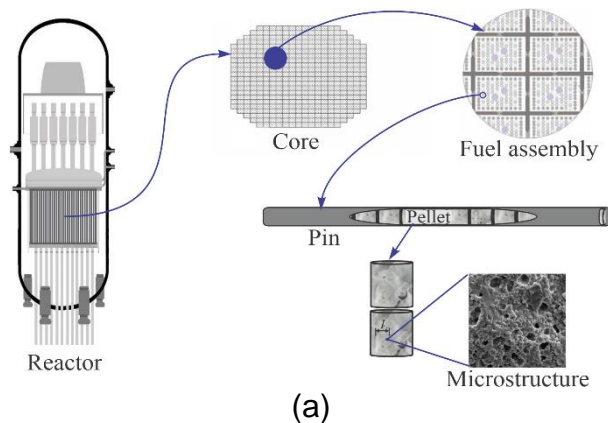 Core
Fuel assembly
Pellet
Pin
Reactor
Microstructure
(a)